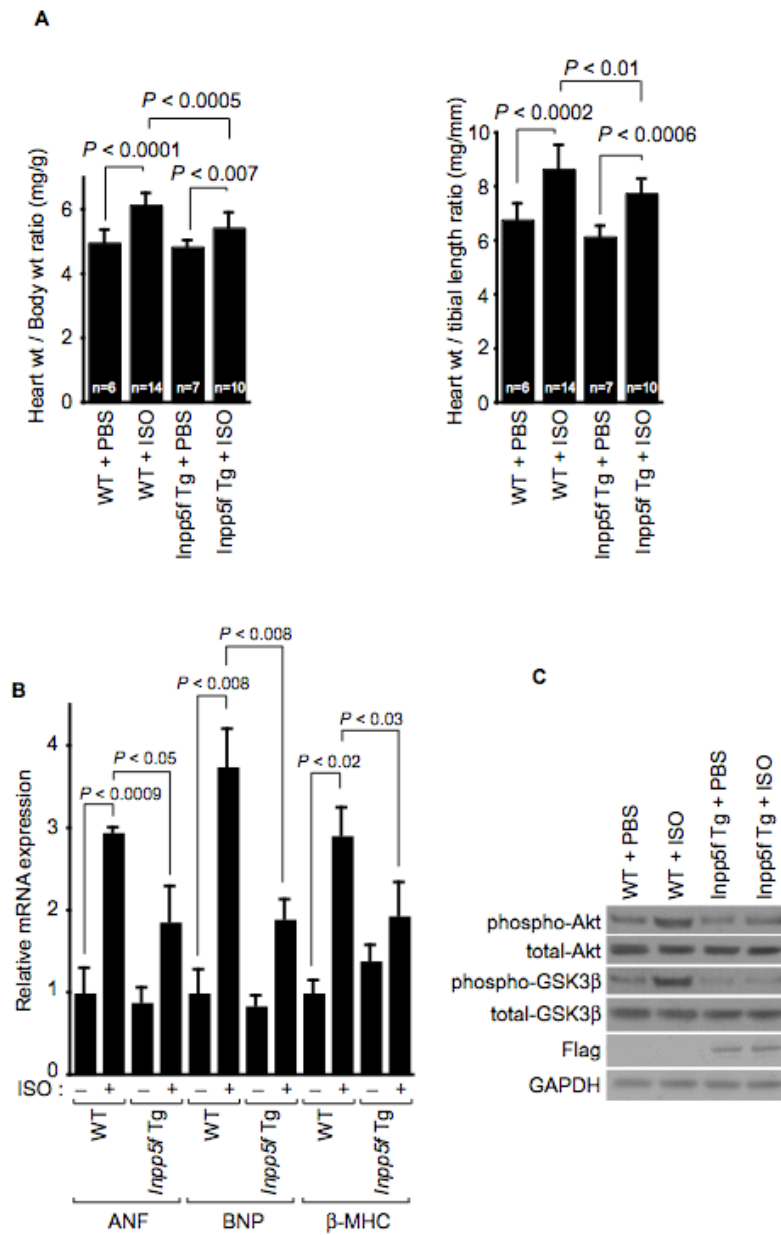 A
P < 0.0005
P < 0.0001
P < 0.007
Heart wt / Body wt ratio (mg/g)
6
4
2
0
n=6
n=14
n=7
n=10
WT + PBS
WT + ISO
Inpp5f Tg + PBS
Inpp5f Tg + ISO
P < 0.01
P < 0.0002
P < 0.0006
Heart wt / tibial length ratio (mg/mm)
10
8
6
4
2
0
n=6
n=14
n=7
n=10
WT + PBS
WT + ISO
Inpp5f Tg + PBS
Inpp5f Tg + ISO
B
P < 0.008
P < 0.008
P < 0.03
P < 0.05
P < 0.02
P < 0.0009
Relative mRNA expression
4
3
2
1
0
ISO : – + – + – + – + – + – +
WT
Inpp5f Tg
WT
Inpp5f Tg
WT
Inpp5f Tg
ANF
BNP
β-MHC
C
WT + PBS
WT + ISO
Inpp5f Tg + PBS
Inpp5f Tg + ISO
phospho-Akt
total-Akt
phospho-GSK3β
total-GSK3β
Flag
GAPDH